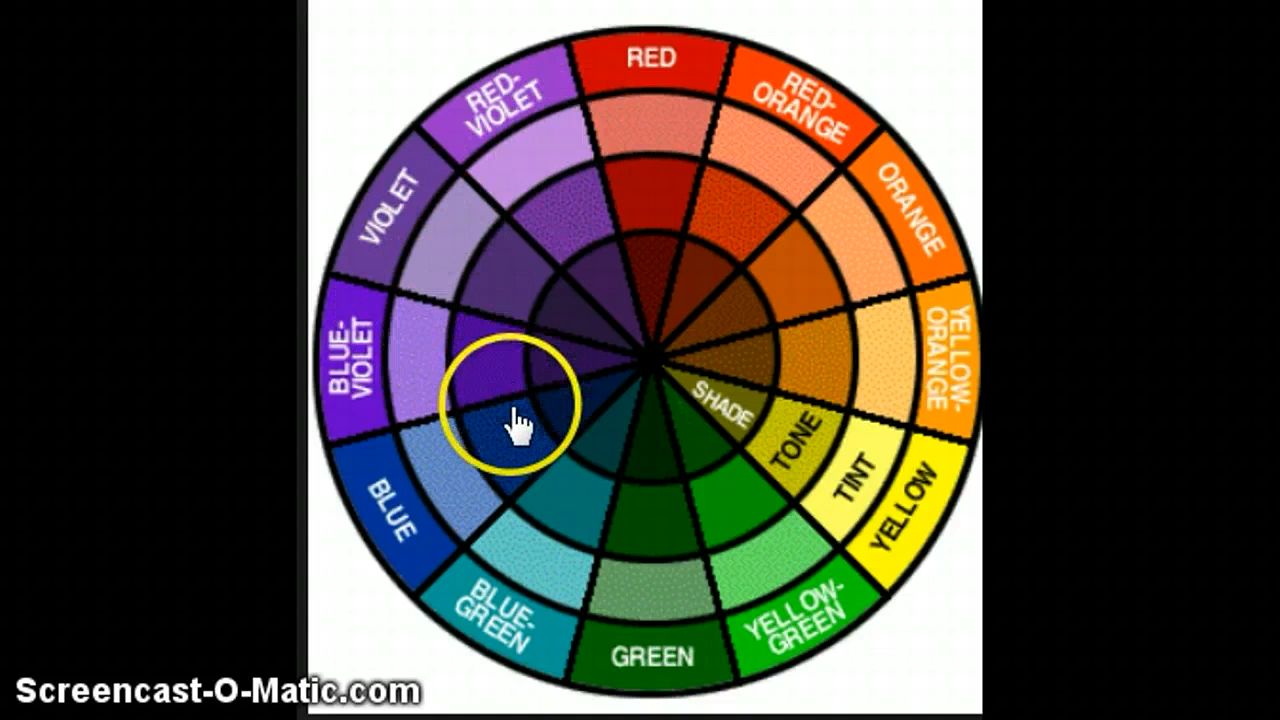 RED
RED-
ORANGE
ORANGE
YELLOW-
ORANGE
YELLOW
TINT
TONE
SHADE
YELLOW-
GREEN
GREEN
BLUE-
GREEN
BLUE
BLUE-
VIOLET
VIOLET
RED-
VIOLET
Screencast-O-Matic.com